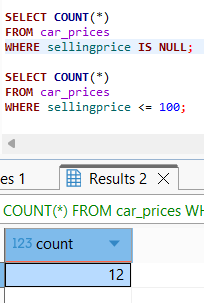 SELECT COUNT(*)
FROM car_prices
WHERE sellingprice IS NULL;
SELECT COUNT(*)
FROM car_prices
WHERE sellingprice <= 100;
es 1
Results 2
COUNT(*) FROM car_prices WH
123 count
12